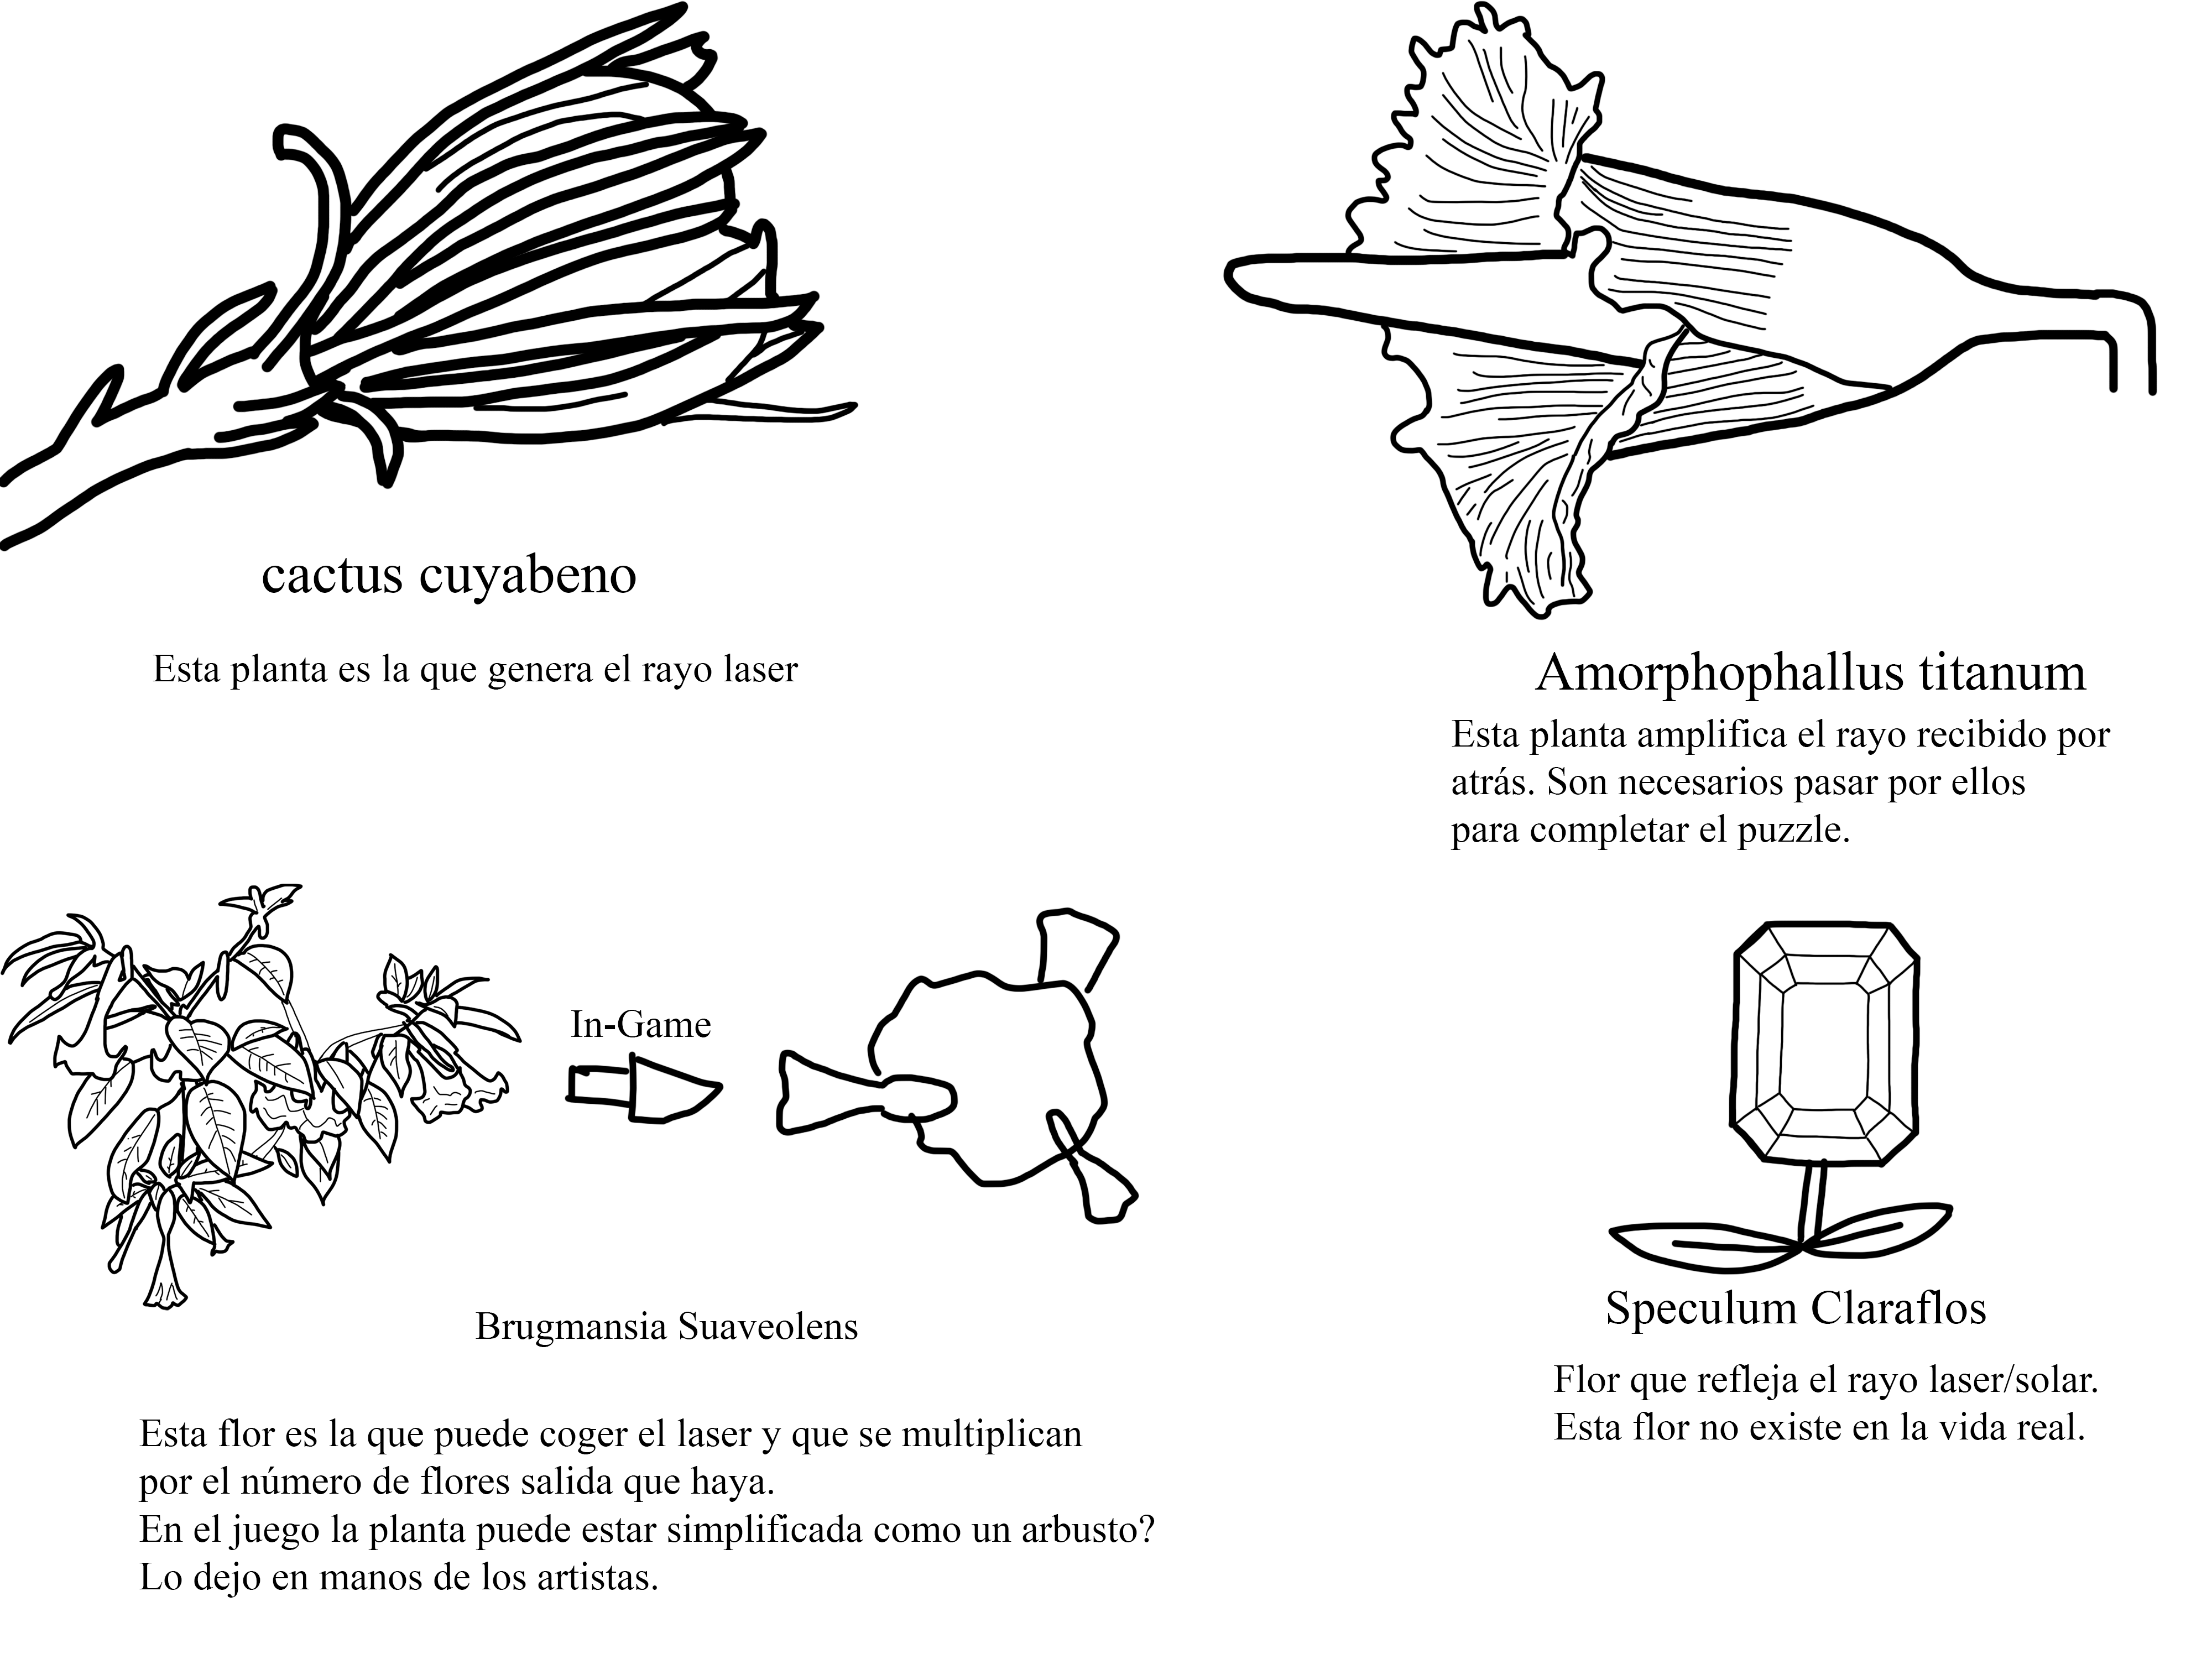 cactus cuyabeno
Esta planta es la que genera el rayo laser
Amorphophallus titanum
Esta planta amplifica el rayo recibido por
atrás. Son necesarios pasar por ellos
para completar el puzzle.
In-Game
Brugmansia Suaveolens
Esta flor es la que puede coger el laser y que se multiplican
por el número de flores salida que haya.
En el juego la planta puede estar simplificada como un arbusto?
Lo dejo en manos de los artistas.
Speculum Claraflos
Flor que refleja el rayo laser/solar.
Esta flor no existe en la vida real.